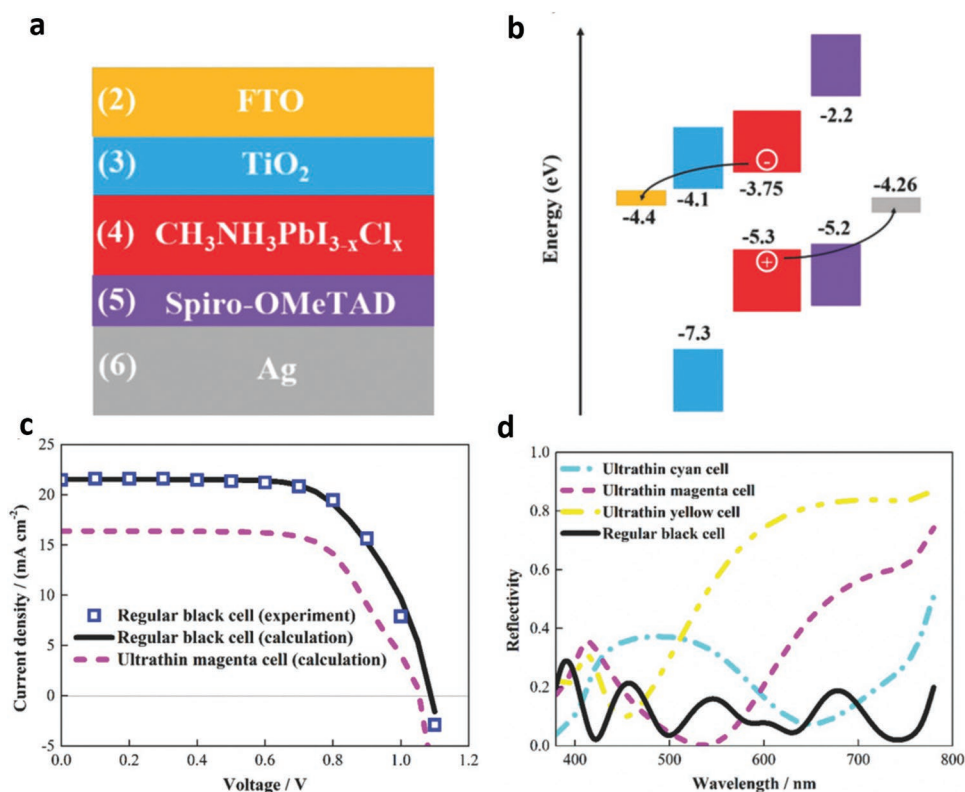 a
(2) FTO
(3) TiO₂
(4) CH₃NH₃PbI₃₋ₓClₓ
(5) Spiro-OMeTAD
(6) Ag
b
Energy (eV)
-2.2
-3.75
-4.1
-4.26
-4.4
-5.2
-5.3
-7.3
-
+
c
25
20
15
10
5
0
-5
Current density / (mA cm⁻²)
Regular black cell (experiment)
Regular black cell (calculation)
Ultrathin magenta cell (calculation)
0.0 0.2 0.4 0.6 0.8 1.0 1.2
Voltage / V
d
1.0
0.8
0.6
0.4
0.2
0.0
Reflectivity
Ultrathin cyan cell
Ultrathin magenta cell
Ultrathin yellow cell
Regular black cell
400 500 600 700 800
Wavelength / nm